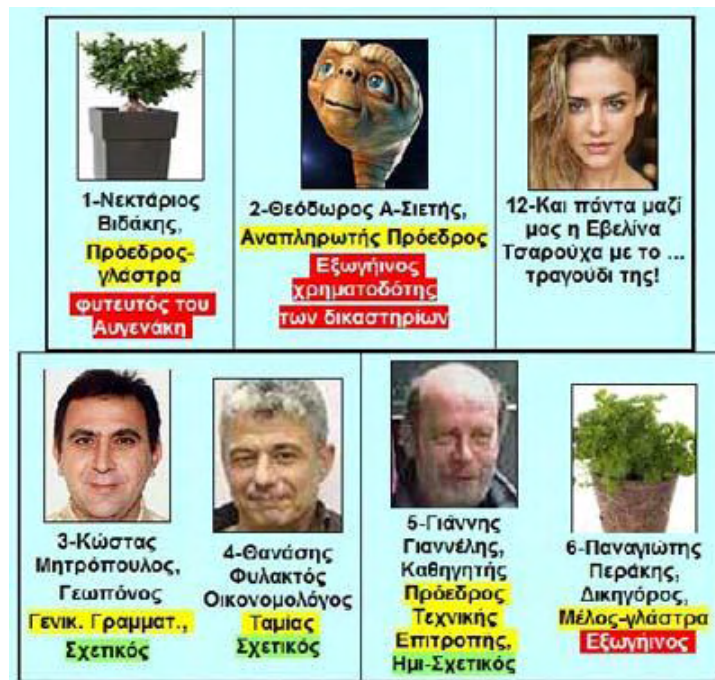 1-Νεκτάριος
Βιδάκης,
Πρόεδρος-
γλάστρα
φυτευτός του
Αυγενάκη
2-Θεόδωρος Α-Σιετής,
Αναπληρωτής Πρόεδρος
Εξωγήινος
χρηματοδότης
των δικαστηρίων
12-Και πάντα μαζί
μας η Εβελίνα
Τσαρούχα με το ...
τραγούδι της!
3-Κώστας
Μητρόπουλος,
Γεωπόνος
Γενικ. Γραμματ.,
Σχετικός
4-Θανάσης
Φυλακτός
Οικονομολόγος
Ταμίας
Σχετικός
5-Γιάννης
Γιαννέλης,
Καθηγητής
Πρόεδρος
Τεχνικής
Επιτροπης,
Ημι-Σχετικός
6-Παναγιώτης
Περάκης,
Δικηγόρος,
Μέλος-γλάστρα
Εξωγήινος